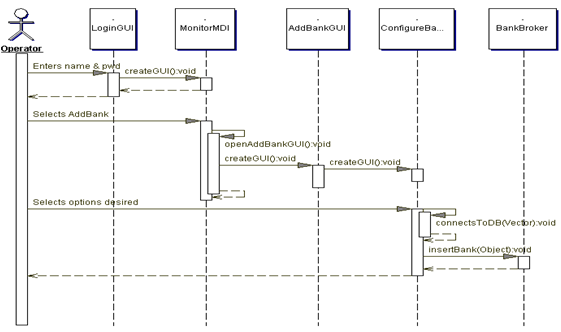 LoginGUI
MonitorMDI
AddBankGUI
ConfigureBa...
BankBroker
Operator
Enters name & pwd
createGUI():void
Selects AddBank
openAddBankGUI():void
createGUI():void
createGUI():void
Selects options desired
connectsToDB(Vector):void
insertBank(Object):void